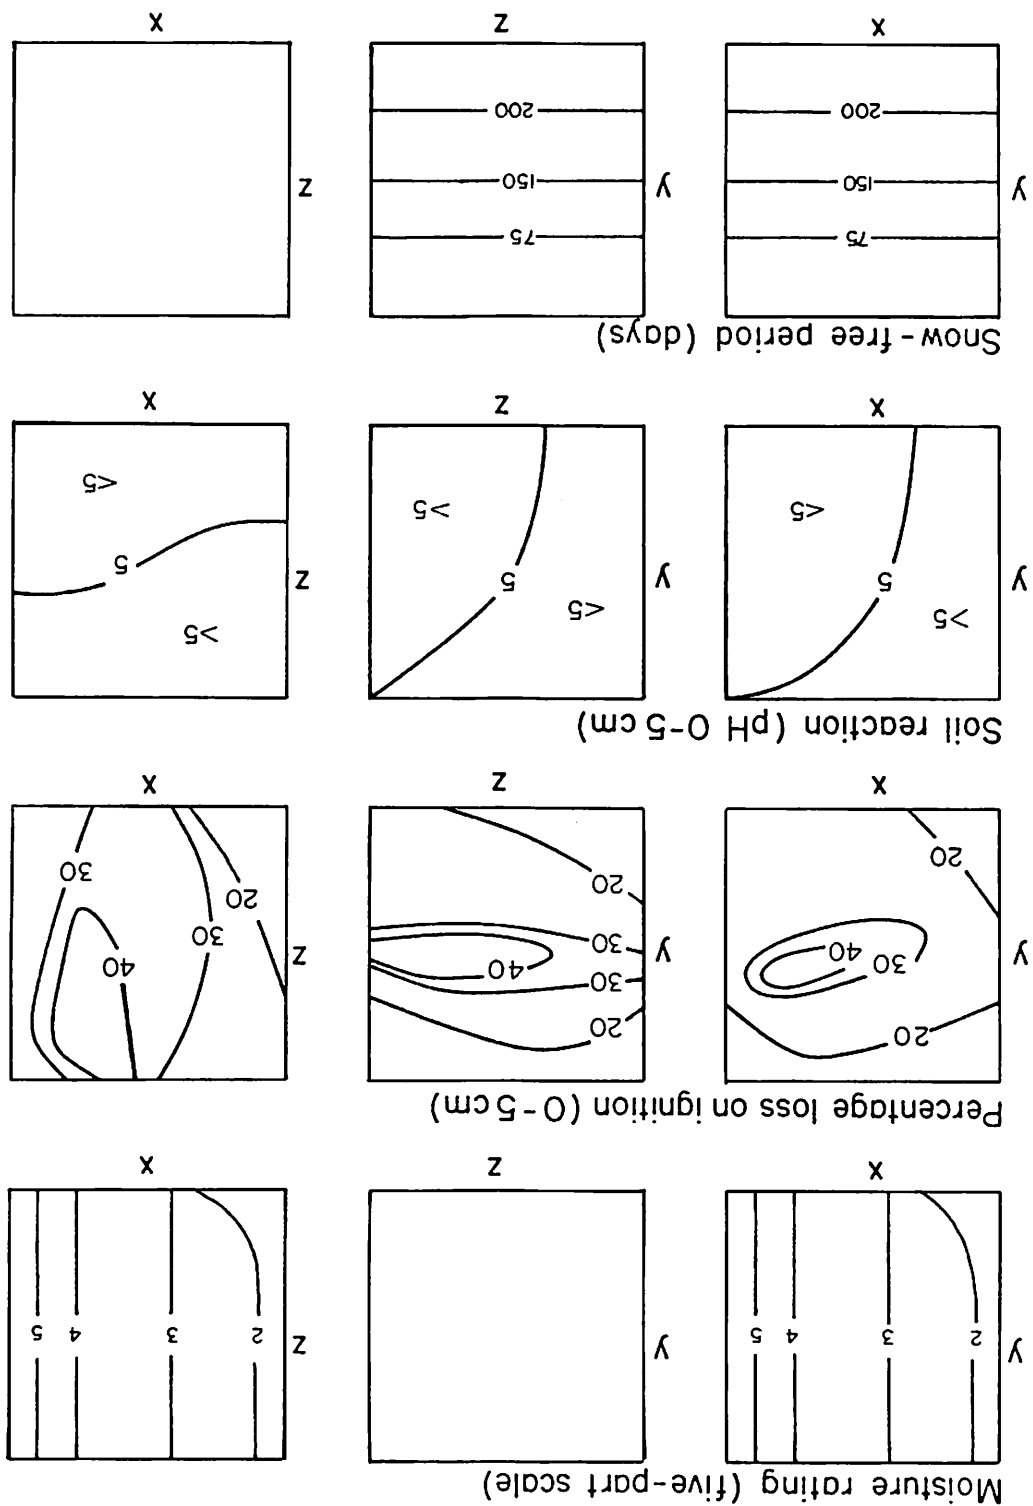 Moisture rating (five-part scale)
y 2 3 4 5 y z 2 3 4 5
x z x
Percentage loss on ignition (0-5 cm)
20 20
30 40 30 40 40
y y 30 z 30
20 20 20 30
x z x
Soil reaction (pH 0-5 cm)
<5 >5 <5
y 5 y 5 z 5
>5 <5 >5
x z x
Snow-free period (days)
75 75
y 150 y 150 z
200 200
x z x